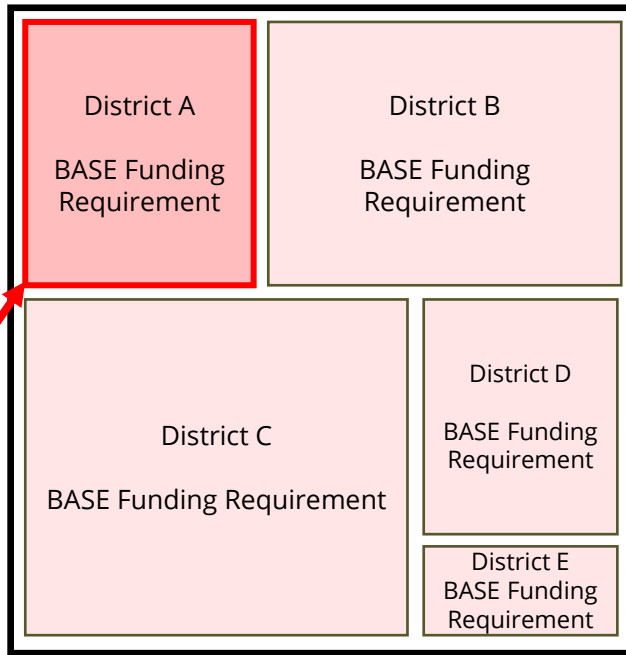 District A
BASE Funding
Requirement
District B
BASE Funding
Requirement
District C
BASE Funding Requirement
District D
BASE Funding
Requirement
District E
BASE Funding
Requirement